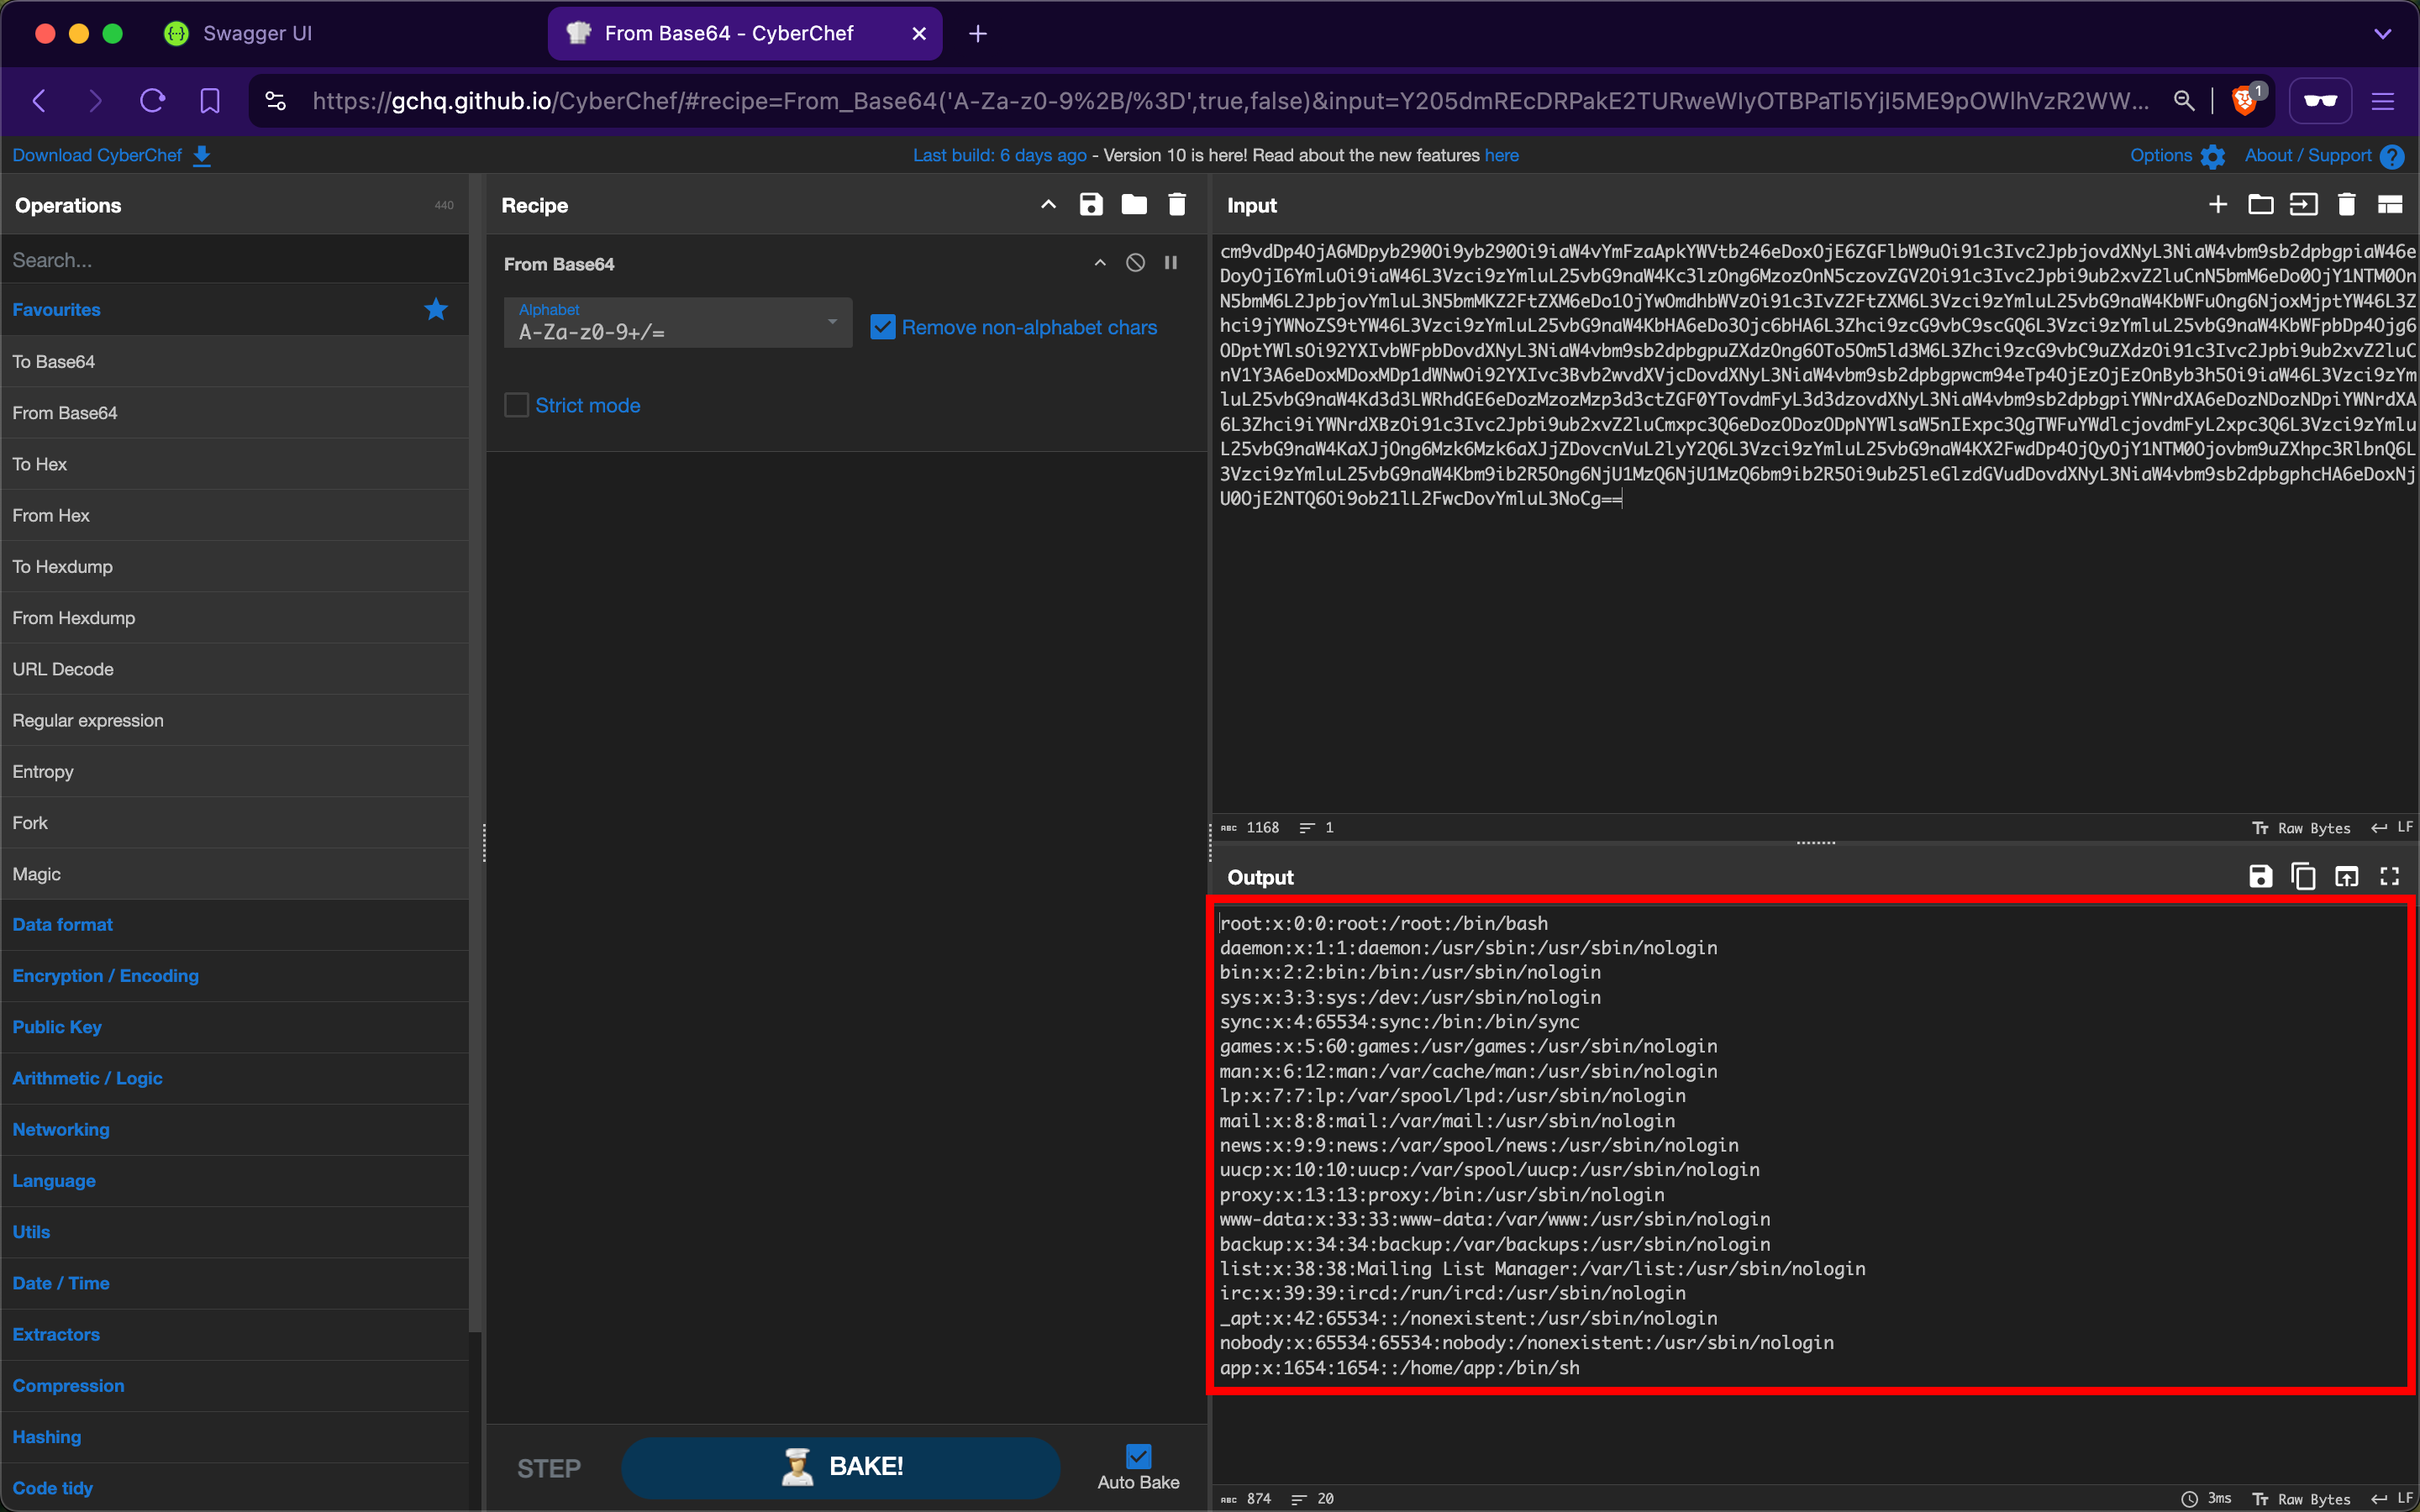 Swagger UI
From Base64 - CyberChef
https://gchq.github.io/CyberChef/#recipe=From_Base64('A-Za-z0-9%2B/%3D',true,false)&input=Y205dmREcDRPakE2TURweWIyOTBPaTl5YjI5ME9pOWlhVzR2WW...
1
Download CyberChef
Last build: 6 days ago - Version 10 is here! Read about the new features here
Options
About / Support
Operations
440
Search...
Favourites
To Base64
From Base64
To Hex
From Hex
To Hexdump
From Hexdump
URL Decode
Regular expression
Entropy
Fork
Magic
Data format
Encryption / Encoding
Public Key
Arithmetic / Logic
Networking
Language
Utils
Date / Time
Extractors
Compression
Hashing
Code tidy
Recipe
From Base64
Alphabet
A-Za-z0-9+/=
Remove non-alphabet chars
Strict mode
STEP
BAKE!
Auto Bake
Input
cm9vdDp4OjA6MDpyb290Oi9yb290Oi9iaW4vYmFzaApkYWVtb246eDoxOjE6ZGFlbW9uOi91c3Ivc2JpbjovdXNyL3NiaW4vbm9sb2dpbgpiaW46e
DoyOjI6YmluOi9iaW46L3Vzci9zYmluL25vbG9naW4Kc3lzOng6MzozOnN5czovZGV2Oi91c3Ivc2Jpbi9ub2xvZ2luCnN5bmM6eDo0OjY1NTM0On
N5bmM6L2JpbjovYmluL3N5bmMKZ2FtZXM6eDo1OjYwOmdhbWVzOi91c3IvZ2FtZXM6L3Vzci9zYmluL25vbG9naW4KbWFuOng6NjoxMjptYW46L3Z
hci9jYWNoZS9tYW46L3Vzci9zYmluL25vbG9naW4KbHA6eDo3Ojc6bHA6L3Zhci9zcG9vbC9scGQ6L3Vzci9zYmluL25vbG9naW4KbWFpbDp4Ojg6
ODptYWlsOi92YXIvbWFpbDovdXNyL3NiaW4vbm9sb2dpbgpuZXdzOng6OTo5Om5ld3M6L3Zhci9zcG9vbC9uZXdzOi91c3Ivc2Jpbi9ub2xvZ2luC
nV1Y3A6eDoxMDoxMDp1dWNwOi92YXIvc3Bvb2wvdXVjcDovdXNyL3NiaW4vbm9sb2dpbgpwcm94eTp4OjEzOjEzOnByb3h5Oi9iaW46L3Vzci9zYm
luL25vbG9naW4Kd3d3LWRhdGE6eDozMzozMzp3d3ctZGF0YTovdmFyL3d3dzovdXNyL3NiaW4vbm9sb2dpbgpiYWNrdXA6eDozNDozNDpiYWNrdXA
6L3Zhci9iYWNrdXBzOi91c3Ivc2Jpbi9ub2xvZ2luCmxpc3Q6eDozODozODpNYWlsaW5nIExpc3QgTWFuYWdlcjovdmFyL2xpc3Q6L3Vzci9zYmlu
L25vbG9naW4KaXJjOng6Mzk6Mzk6aXJjZDovcnVuL2lyY2Q6L3Vzci9zYmluL25vbG9naW4KX2FwdDp4OjQyOjY1NTM0Ojovbm9uZXhpc3RlbnQ6L
3Vzci9zYmluL25vbG9naW4Kbm9ib2R5Ong6NjU1MzQ6NjU1MzQ6bm9ib2R5Oi9ub25leGlzdGVudDovdXNyL3NiaW4vbm9sb2dpbgphcHA6eDoxNj
U0OjE2NTQ6Oi9ob21lL2FwcDovYmluL3NoCg==
1168
1
Raw Bytes
LF
Output
root:x:0:0:root:/root:/bin/bash
daemon:x:1:1:daemon:/usr/sbin:/usr/sbin/nologin
bin:x:2:2:bin:/bin:/usr/sbin/nologin
sys:x:3:3:sys:/dev:/usr/sbin/nologin
sync:x:4:65534:sync:/bin:/bin/sync
games:x:5:60:games:/usr/games:/usr/sbin/nologin
man:x:6:12:man:/var/cache/man:/usr/sbin/nologin
lp:x:7:7:lp:/var/spool/lpd:/usr/sbin/nologin
mail:x:8:8:mail:/var/mail:/usr/sbin/nologin
news:x:9:9:news:/var/spool/news:/usr/sbin/nologin
uucp:x:10:10:uucp:/var/spool/uucp:/usr/sbin/nologin
proxy:x:13:13:proxy:/bin:/usr/sbin/nologin
www-data:x:33:33:www-data:/var/www:/usr/sbin/nologin
backup:x:34:34:backup:/var/backups:/usr/sbin/nologin
list:x:38:38:Mailing List Manager:/var/list:/usr/sbin/nologin
irc:x:39:39:ircd:/run/ircd:/usr/sbin/nologin
_apt:x:42:65534::/nonexistent:/usr/sbin/nologin
nobody:x:65534:65534:nobody:/nonexistent:/usr/sbin/nologin
app:x:1654:1654::/home/app:/bin/sh
874
20
3ms
Raw Bytes
LF